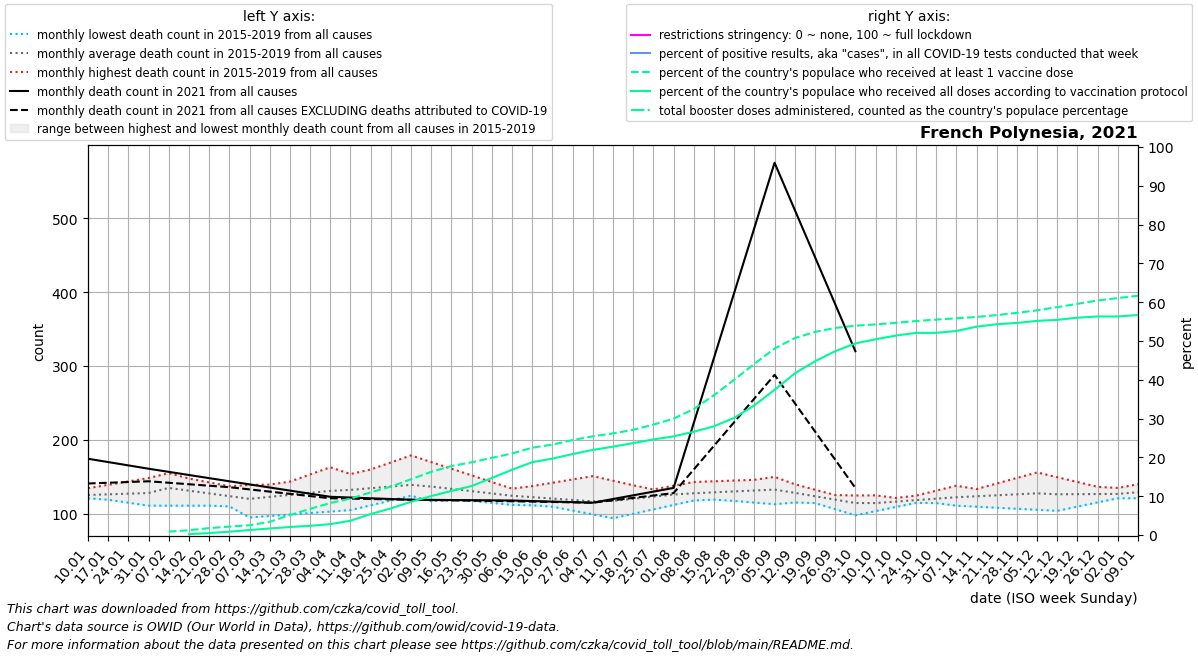 left Y axis:
monthly lowest death count in 2015-2019 from all causes
monthly average death count in 2015-2019 from all causes
monthly highest death count in 2015-2019 from all causes
monthly death count in 2021 from all causes
monthly death count in 2021 from all causes EXCLUDING deaths attributed to COVID-19
range between highest and lowest monthly death count from all causes in 2015-2019
right Y axis:
restrictions stringency: 0 ~ none, 100 ~ full lockdown
percent of positive results, aka "cases", in all COVID-19 tests conducted that week
percent of the country's populace who received at least 1 vaccine dose
percent of the country's populace who received all doses according to vaccination protocol
total booster doses administered, counted as the country's populace percentage
French Polynesia, 2021
count
500
400
300
200
100
100
90
80
70
60
50
40
30
20
10
0
percent
10.01 17.01 24.01 31.01 07.02 14.02 21.02 28.02 07.03 14.03 21.03 28.03 04.04 11.04 18.04 25.04 02.05 09.05 16.05 23.05 30.05 06.06 13.06 20.06 27.06 04.07 11.07 18.07 25.07 01.08 08.08 15.08 22.08 29.08 05.09 12.09 19.09 26.09 03.10 10.10 17.10 24.10 31.10 07.11 14.11 21.11 28.11 05.12 12.12 19.12 26.12 02.01 09.01
date (ISO week Sunday)
This chart was downloaded from https://github.com/czka/covid_toll_tool.
Chart's data source is OWID (Our World in Data), https://github.com/owid/covid-19-data.
For more information about the data presented on this chart please see https://github.com/czka/covid_toll_tool/blob/main/README.md.